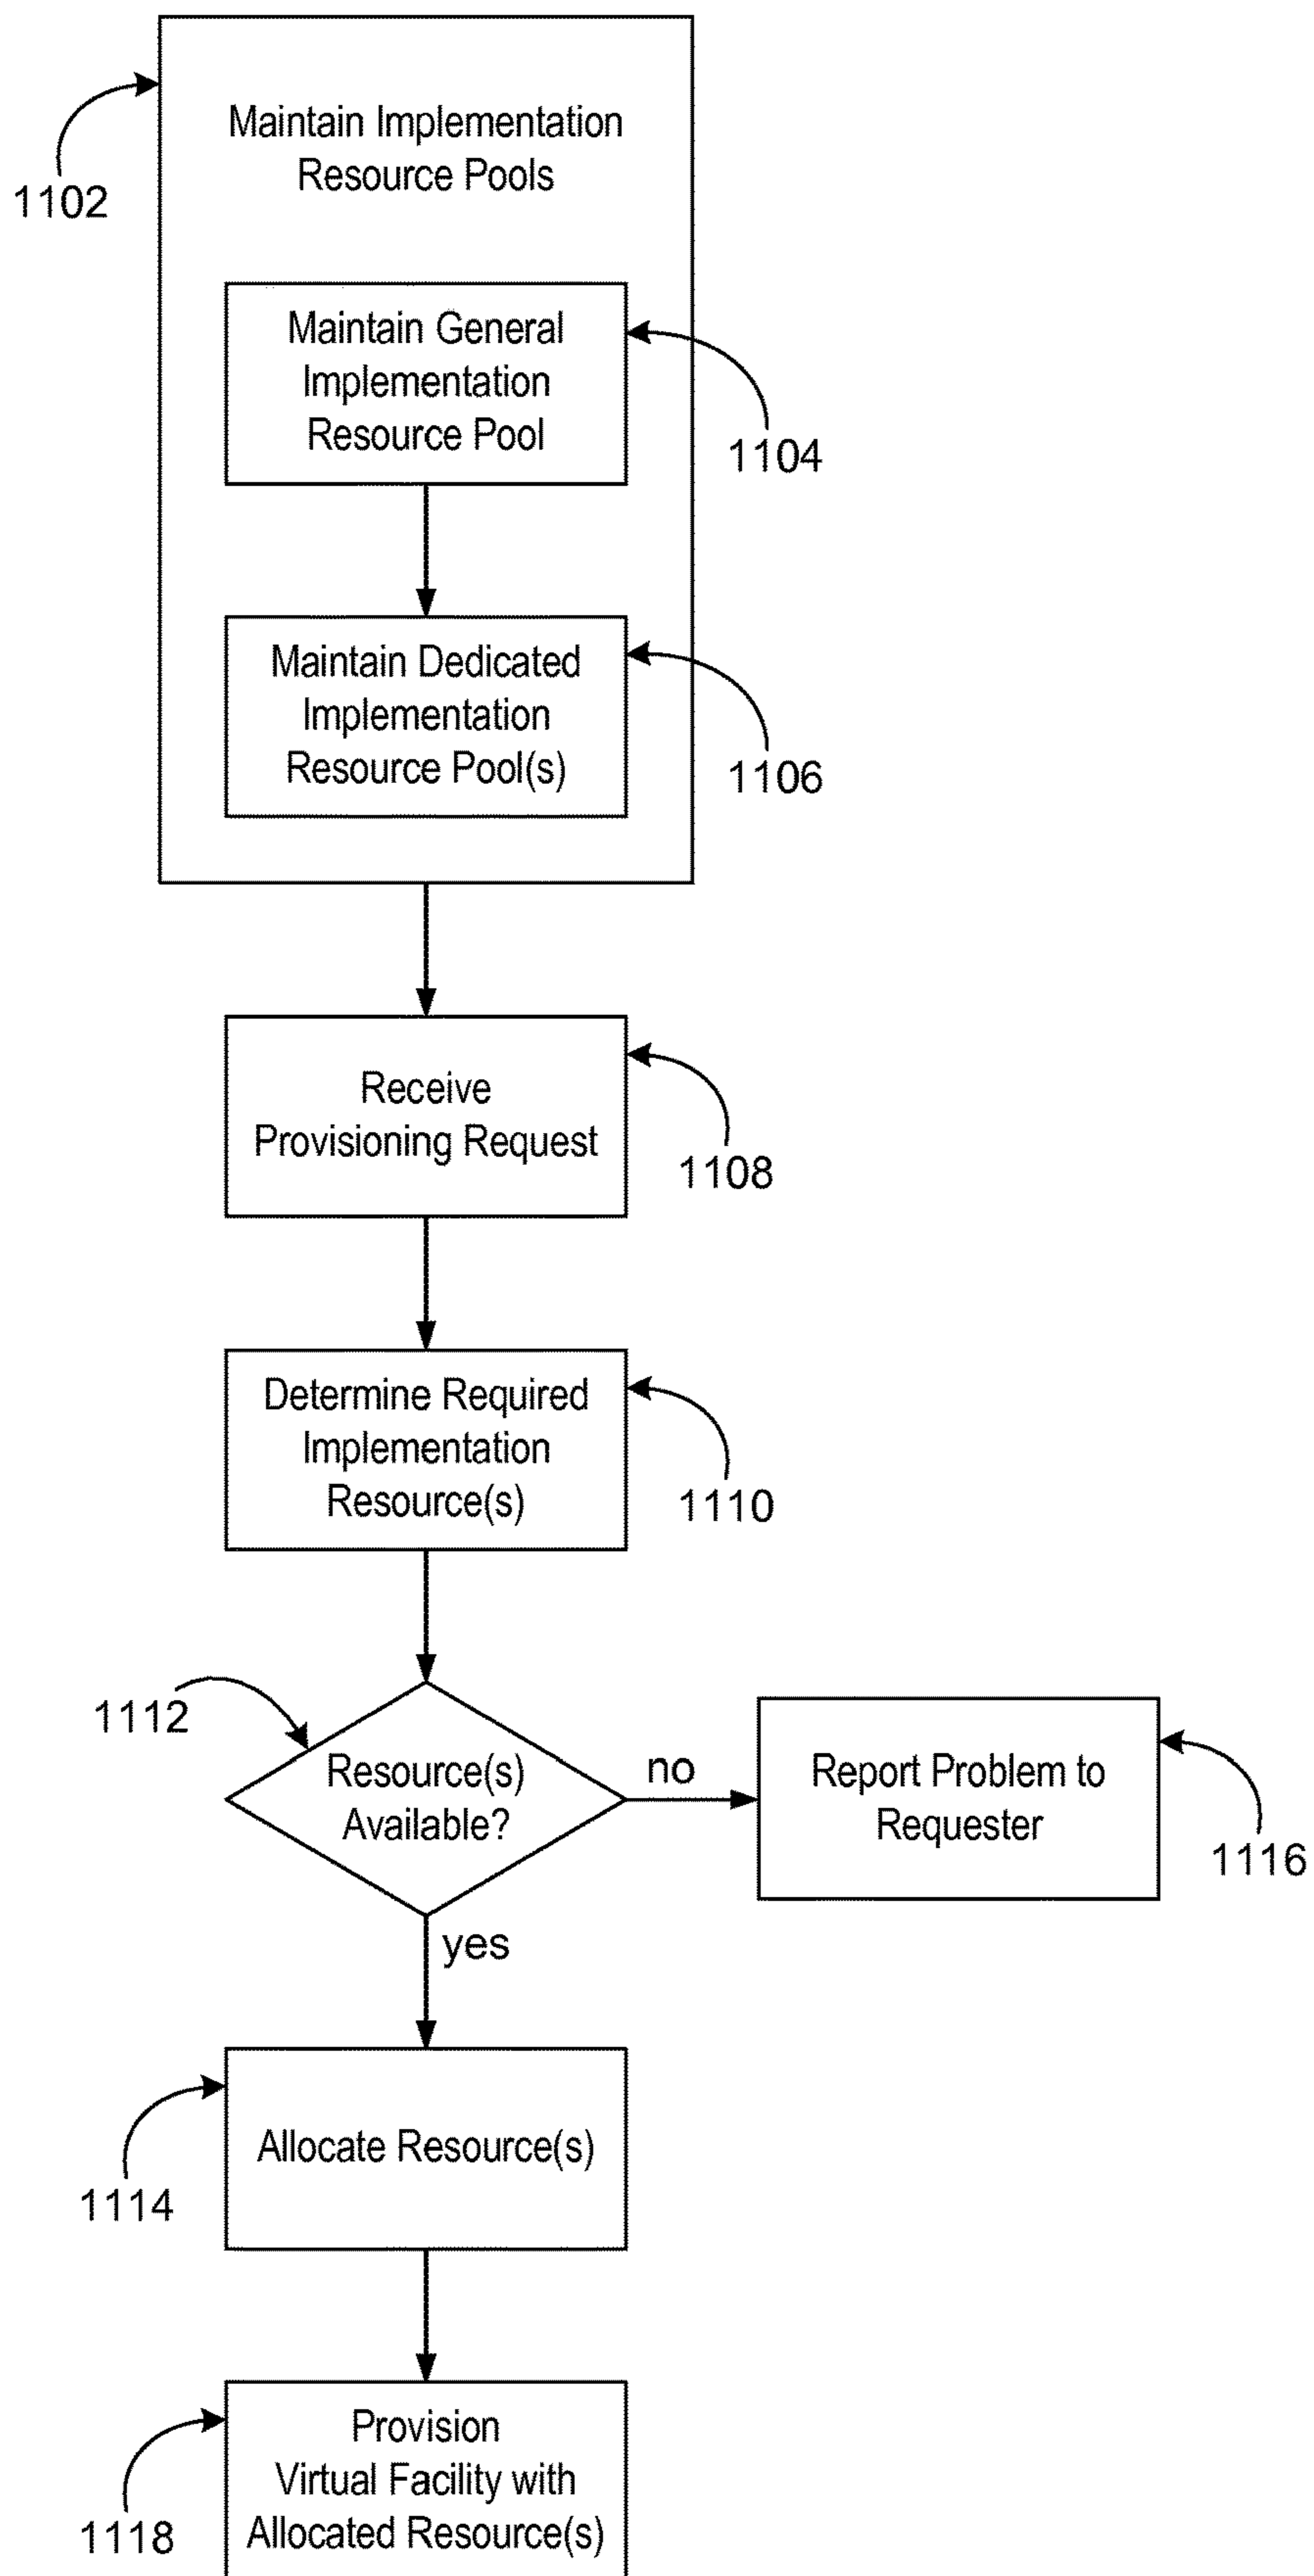 Maintain Implementation
Resource Pools
1102
Maintain General
Implementation
Resource Pool
1104
Maintain Dedicated
Implementation
Resource Pool(s)
1106
Receive
Provisioning Request
1108
Determine Required
Implementation
Resource(s)
1110
1112
Resource(s)
Available?
no
Report Problem to
Requester
1116
yes
Allocate Resource(s)
1114
Provision
Virtual Facility with
Allocated Resource(s)
1118